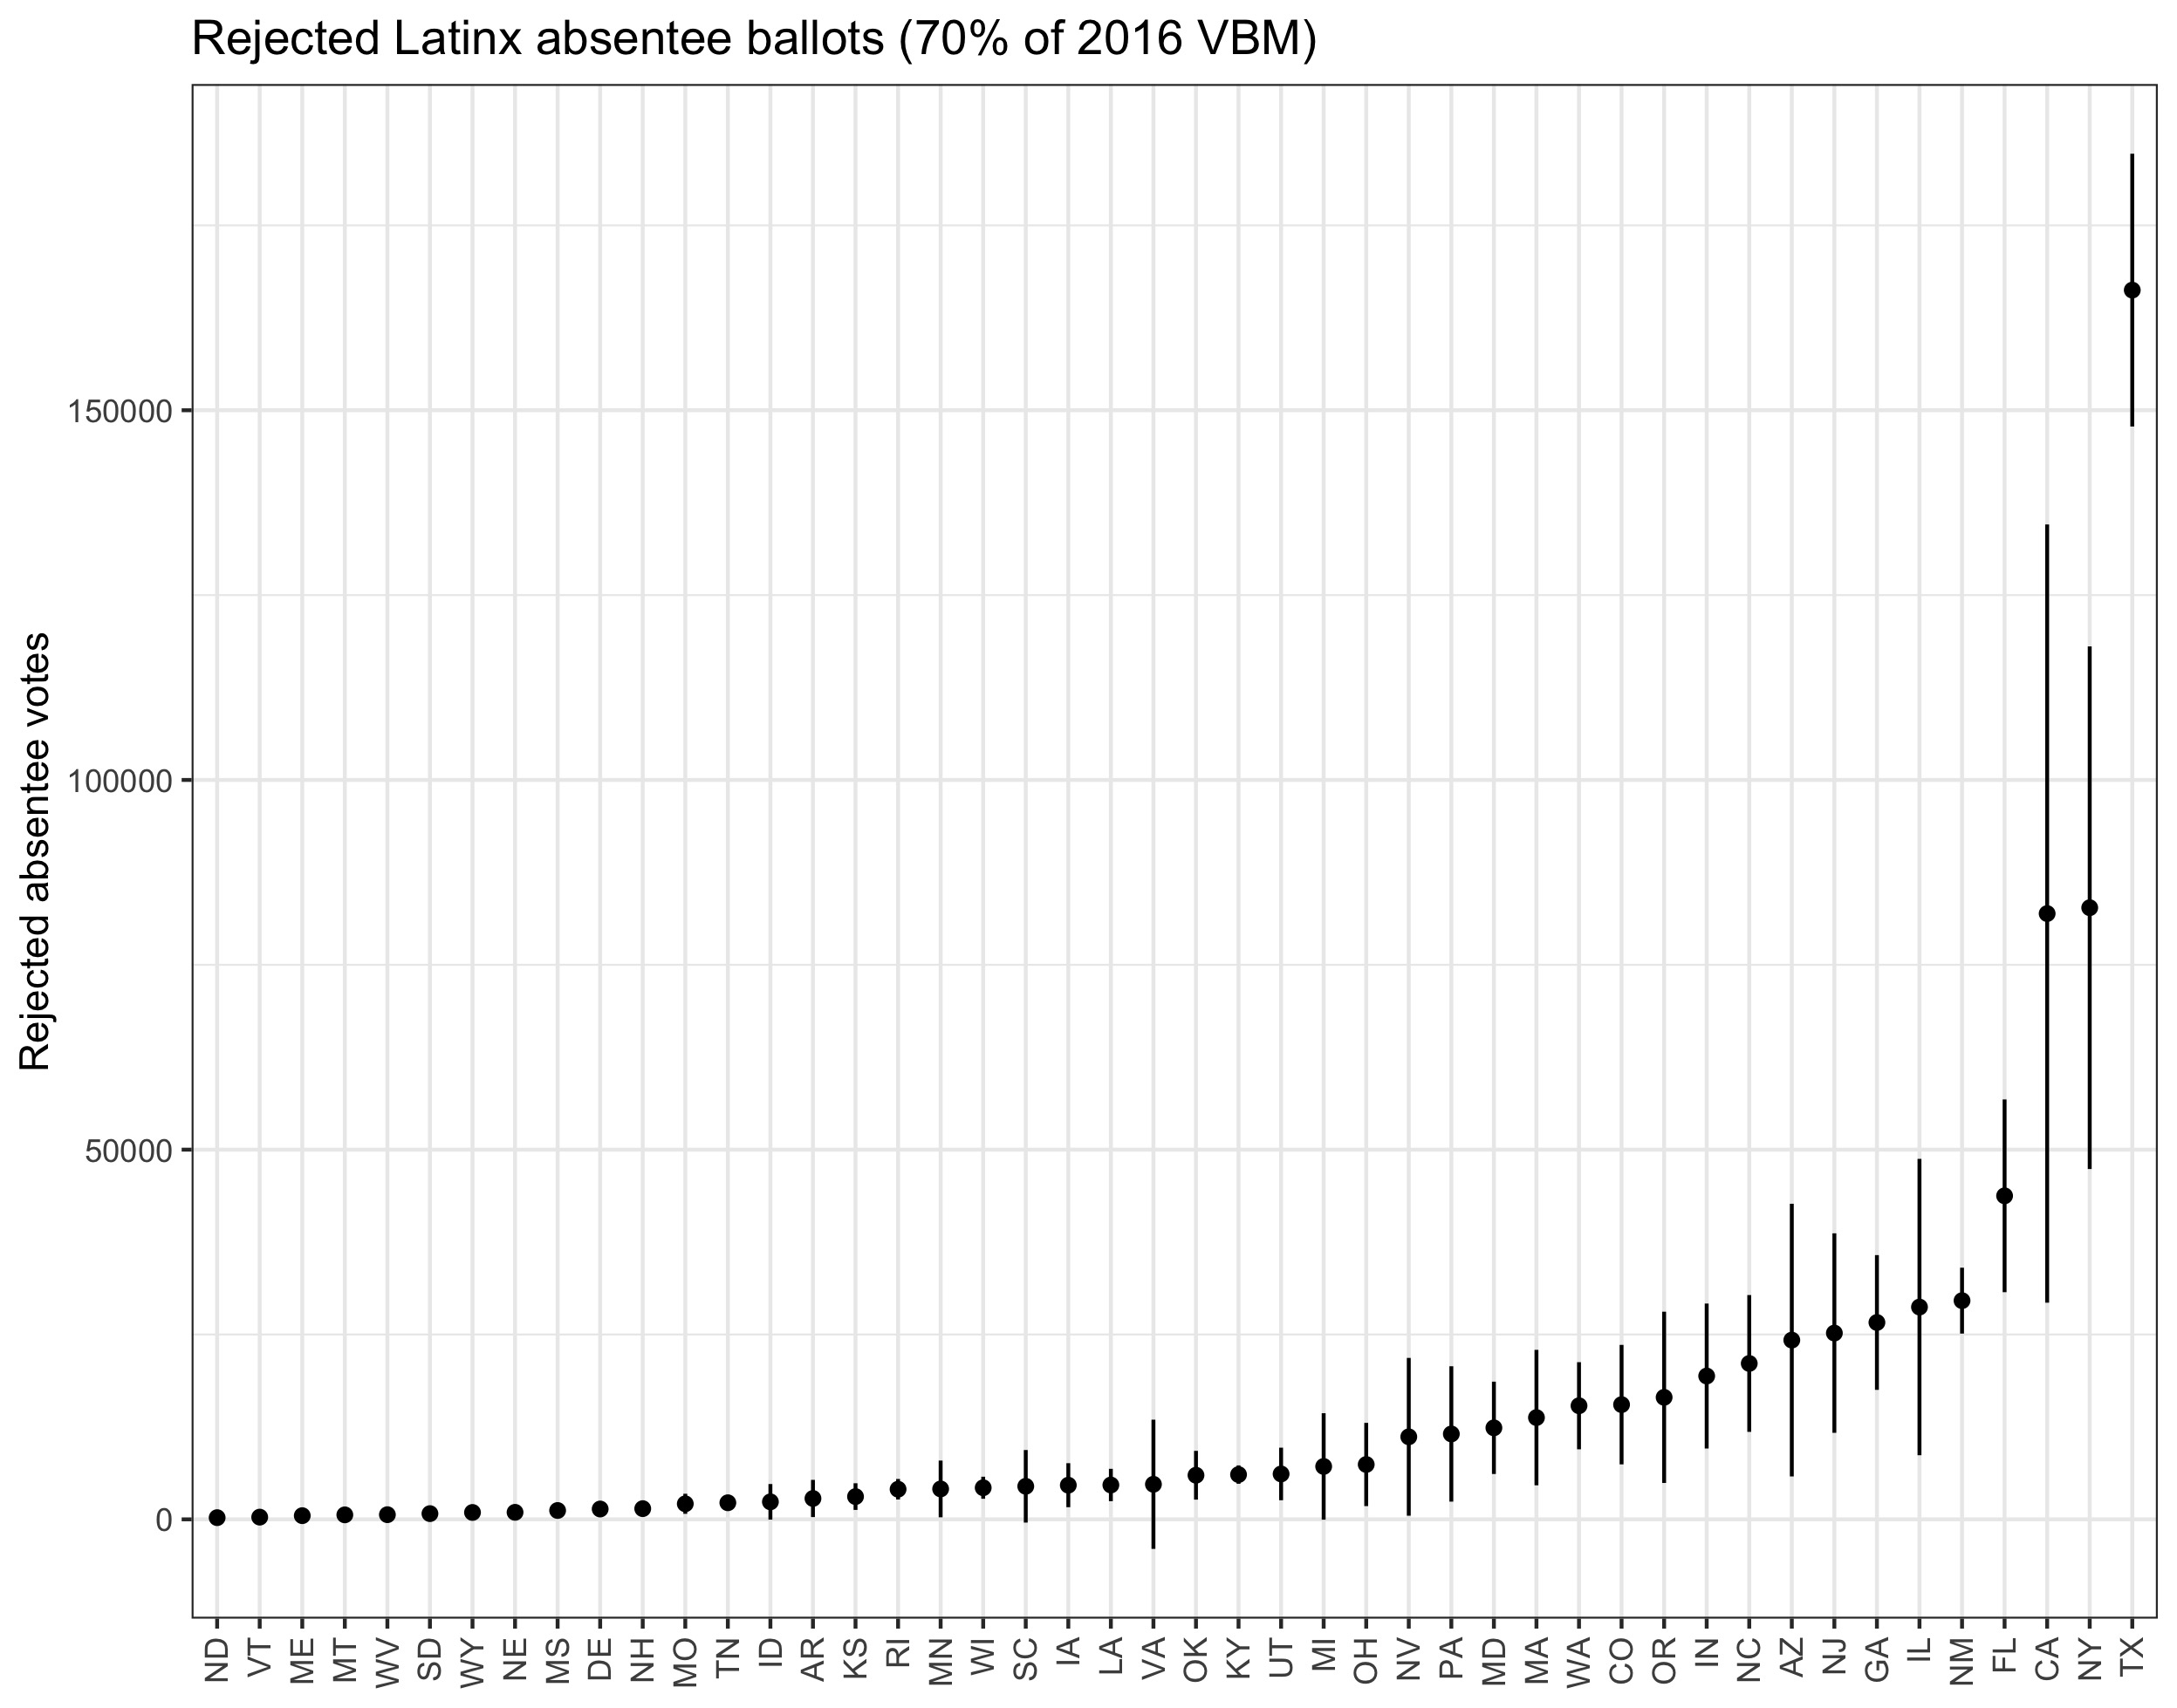 Rejected Latinx absentee ballots (70% of 2016 VBM)
Rejected absentee votes
150000
100000
50000
0
ND VT ME MT WV SD WY NE MS DE NH MO TN ID AR KS RI MN WI SC IA LA VA OK KY UT MI OH NV PA MD MA WA CO OR IN NC AZ NJ GA IL NM FL CA NY TX